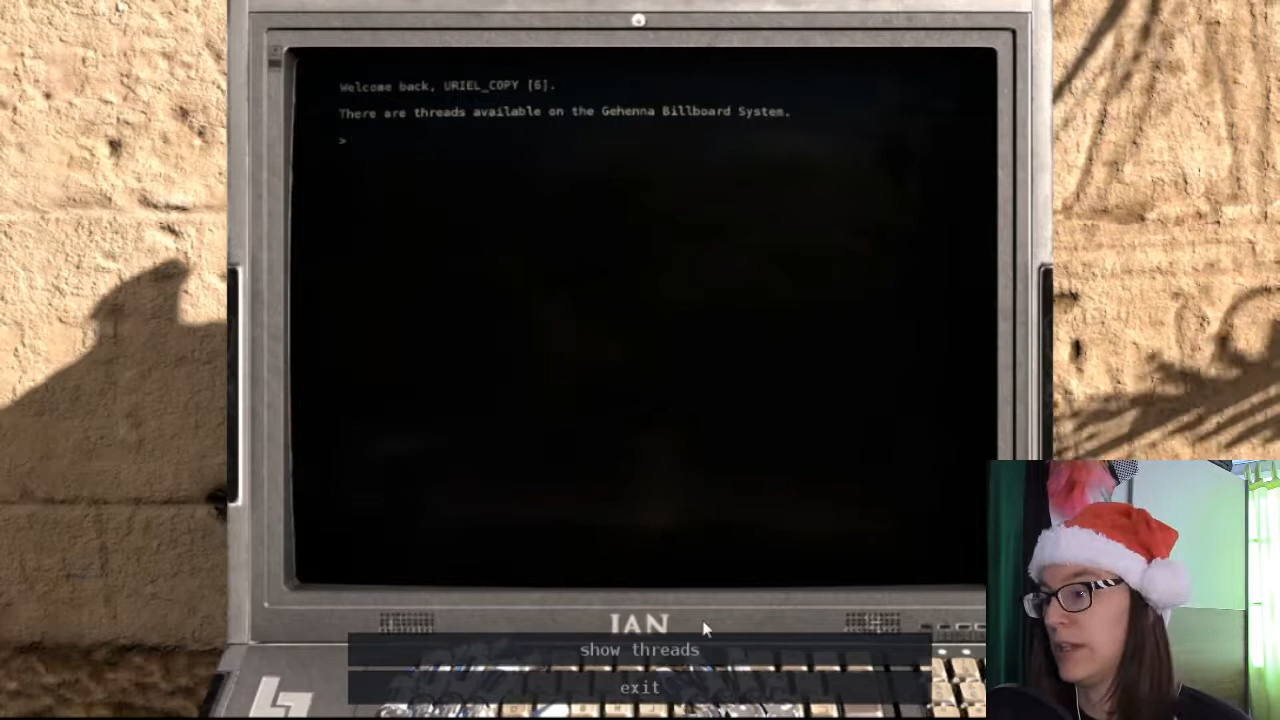 Welcome back, URIEL_COPY [6].
There are threads available on the Gehenna Billboard System.
>
IAN
show threads
exit